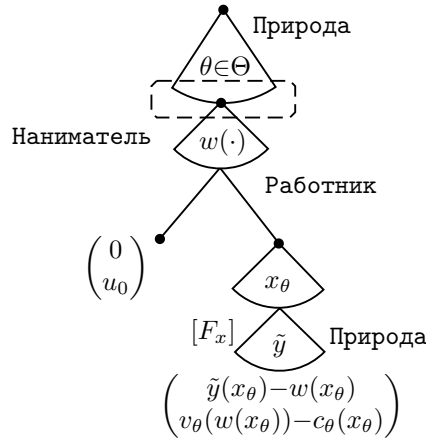 Природа
θ∈Θ
Наниматель
w(·)
Работник
(0
u₀)
x_θ
[F_x]
ỹ
Природа
(ỹ(x_θ)−w(x_θ)
v_θ(w(x_θ))−c_θ(x_θ))